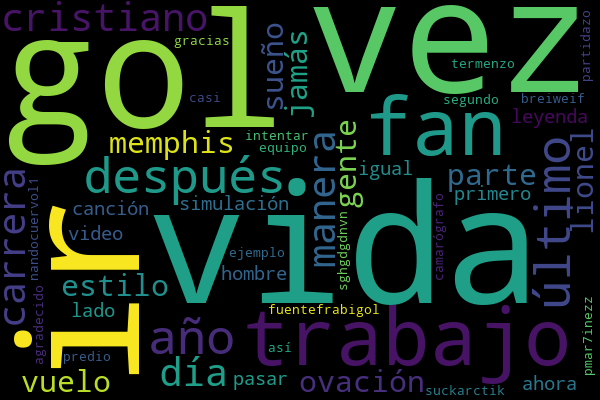 cristiano
gol
vez
gracias
casi
sueño
jamás
termenzo
segundo
breiweif
partidazo
leyenda
fan
memphis
intentar
equipo
gente
manera
igual
parte
primero
último
lionel
después
carrera
nandocuervol1
canción
simulación
video
vida
ir
ejemplo
hombre
sghgdgdnvn
camarógrafo
estilo
lado
fuentefrabigol
trabajo
año
así
agradecido
predio
vuelo
día
pasar
ovación
suckarctik
ahora
pmar7inezz